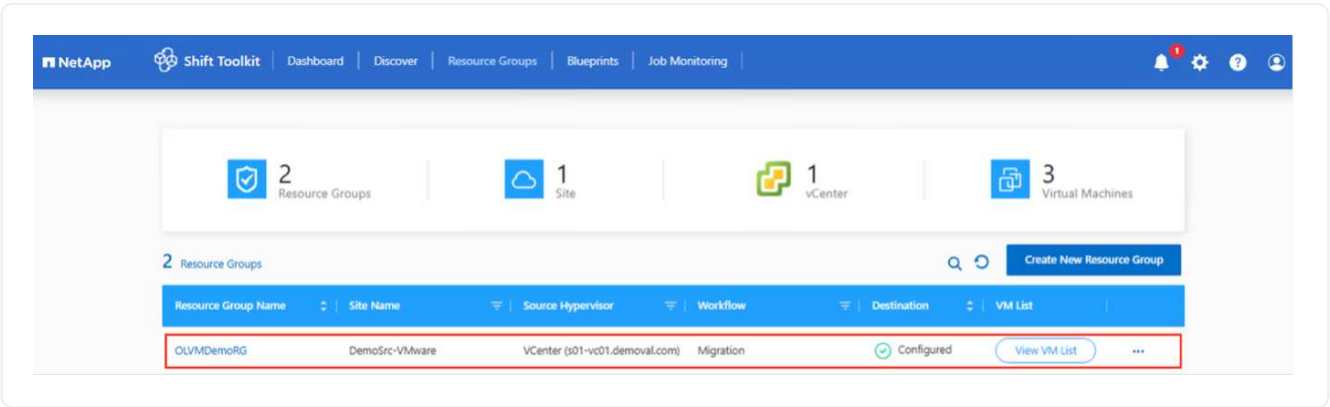 NetApp Shift Toolkit Dashboard Discover Resource Groups Blueprints Job Monitoring 1 ?
2 Resource Groups
1 Site
1 vCenter
3 Virtual Machines
2 Resource Groups Create New Resource Group
Resource Group Name Site Name Source Hypervisor Workflow Destination VM List
OLVMDemoRG DemoSrc-VMware VCenter (s01-vc01.demoval.com) Migration Configured View VM List ...